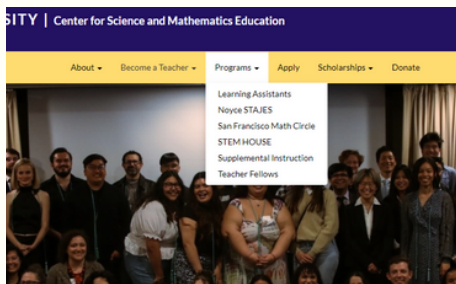 SITY | Center for Science and Mathematics Education
About Become a Teacher Programs Apply Scholarships Donate
Learning Assistants
Noyce STAJES
San Francisco Math Circle
STEM HOUSE
Supplemental Instruction
Teacher Fellows